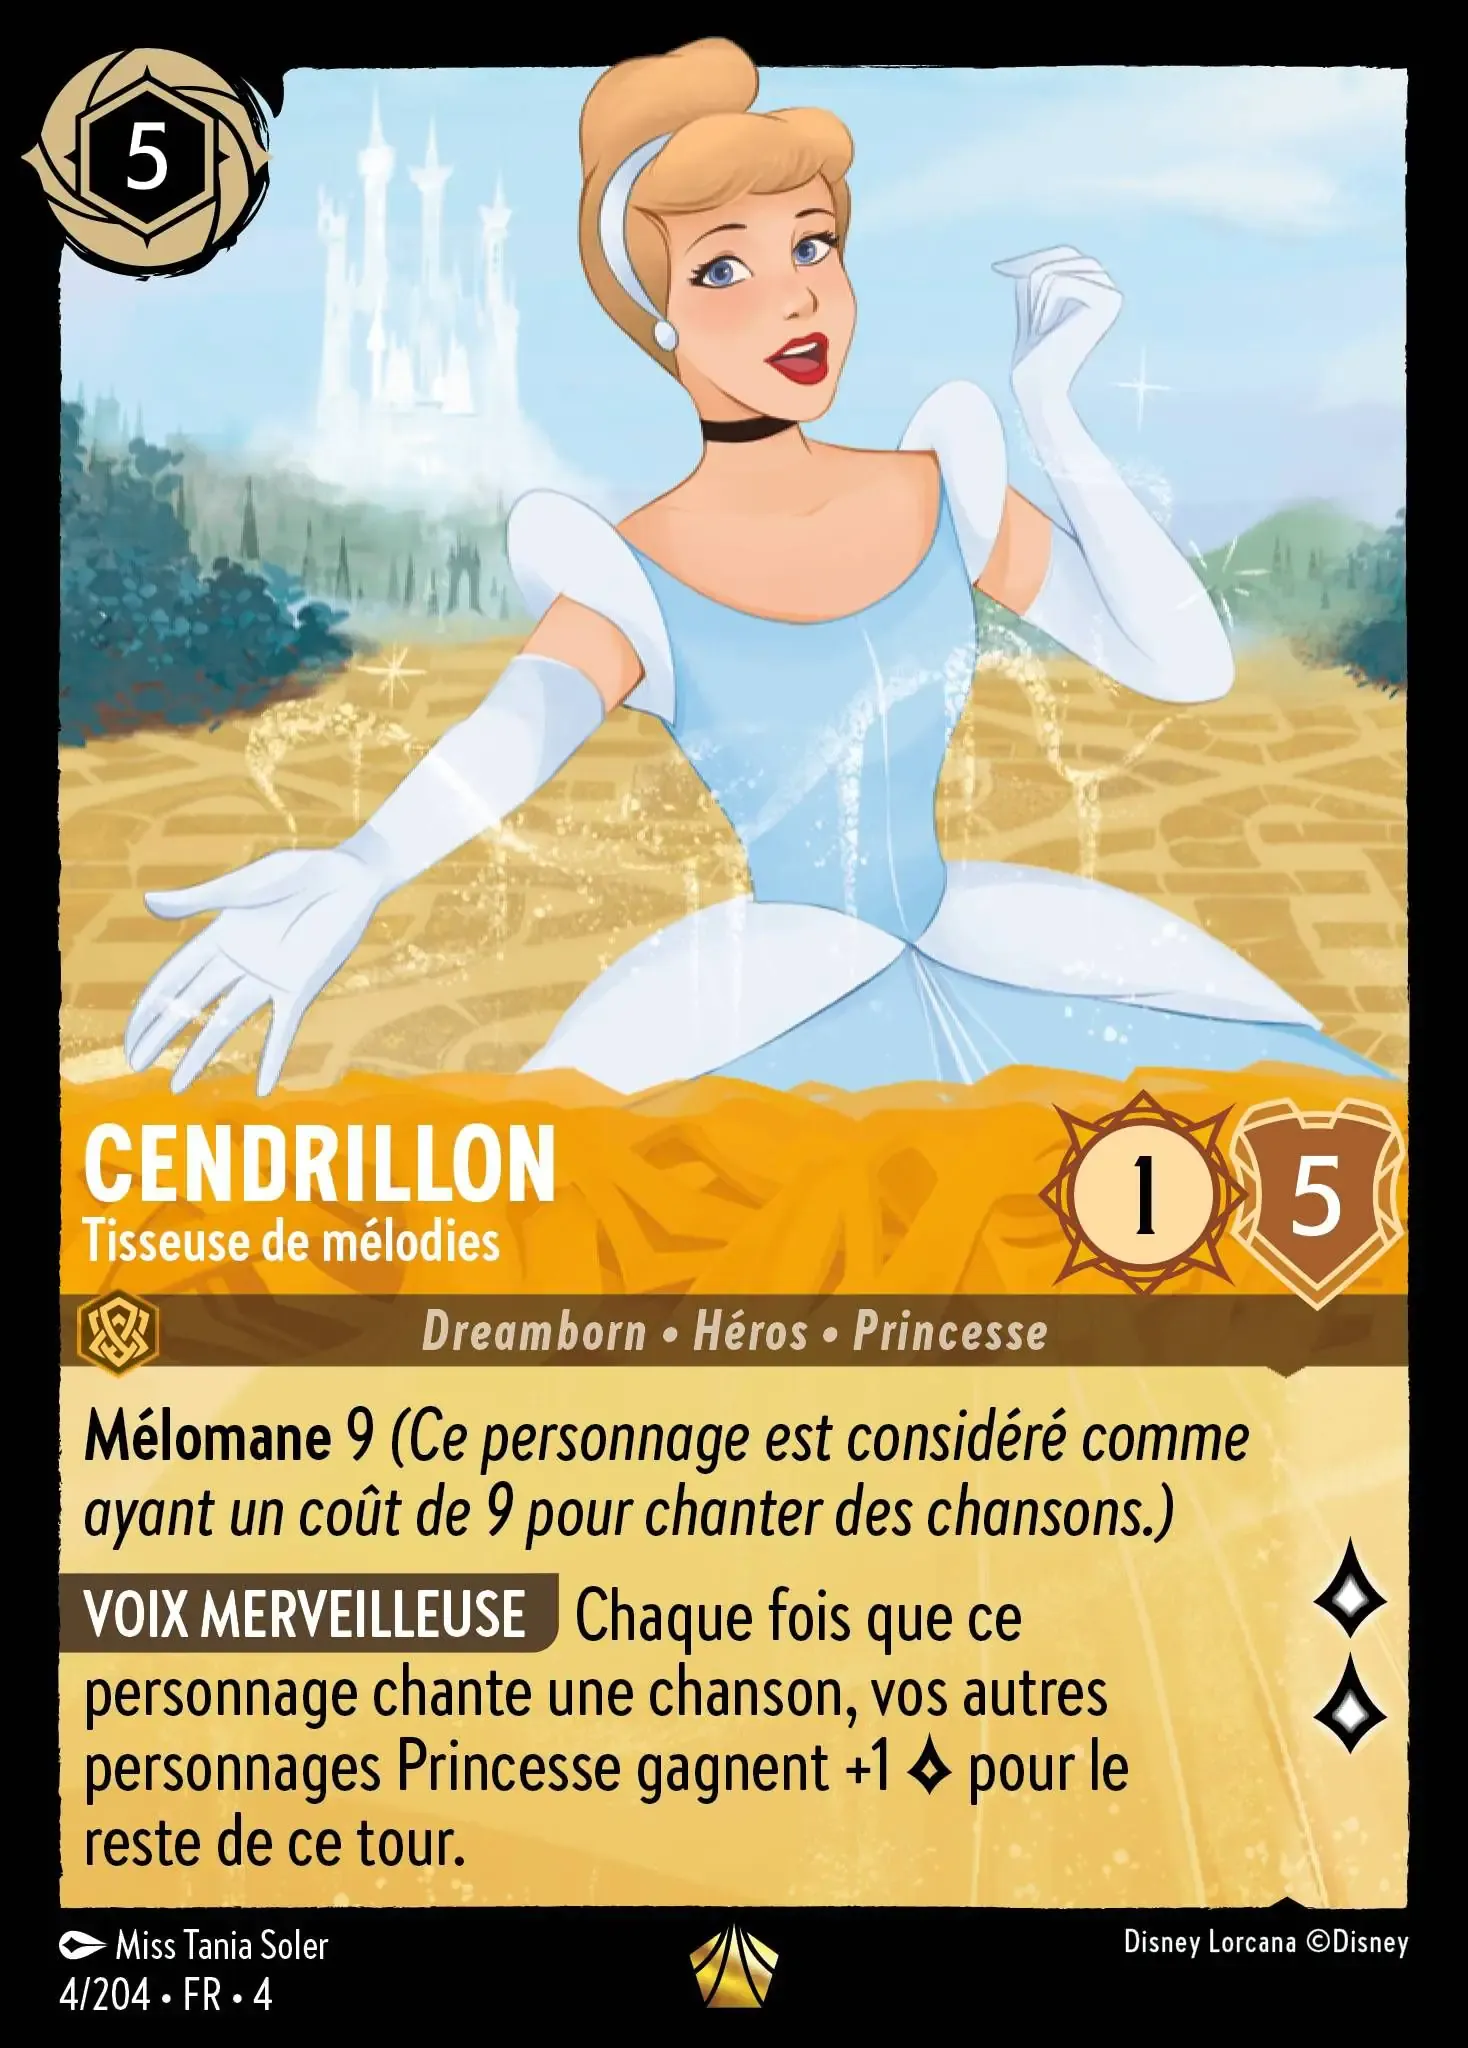 5
CENDRILLON
Tisseuse de mélodies
1
5
Dreamborn • Héros • Princesse
Mélomane 9 (Ce personnage est considéré comme
ayant un coût de 9 pour chanter des chansons.)
VOIX MERVEILLEUSE Chaque fois que ce
personnage chante une chanson, vos autres
personnages Princesse gagnent +1 pour le
reste de ce tour.
Miss Tania Soler
Disney Lorcana ©Disney
4/204 • FR • 4